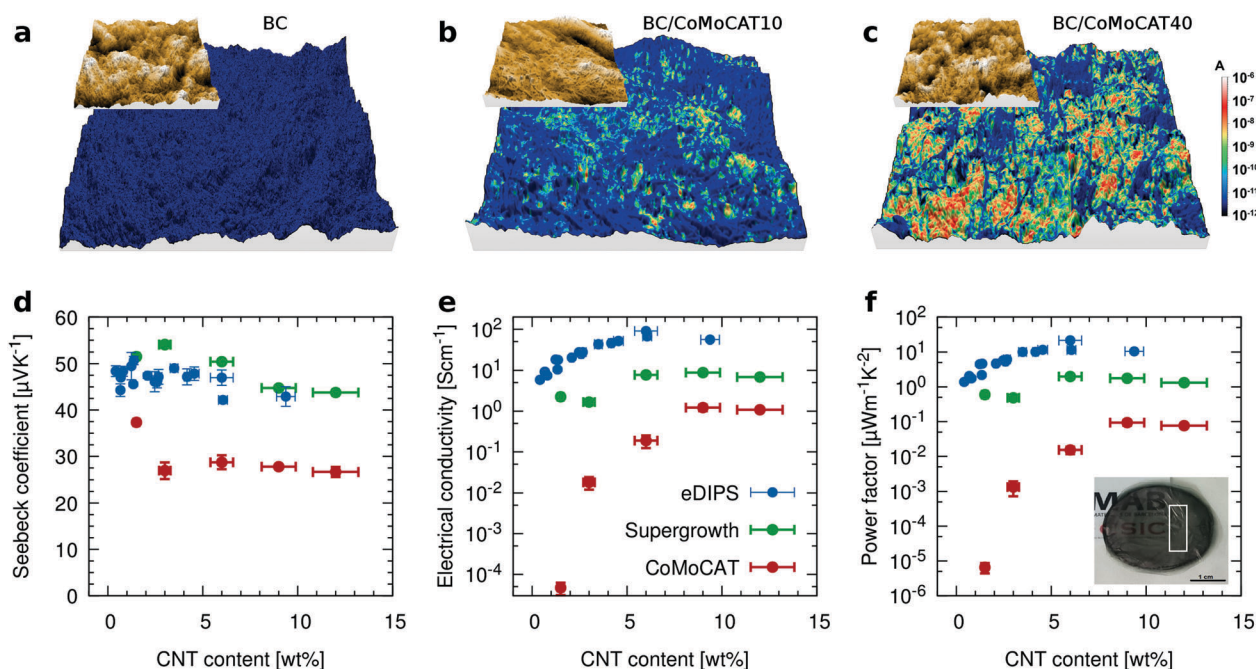 a
BC
b
BC/CoMoCAT10
c
BC/CoMoCAT40
A
10⁻⁶
10⁻⁷
10⁻⁸
10⁻⁹
10⁻¹⁰
10⁻¹¹
10⁻¹²
d
Seebeck coefficient [µVK⁻¹]
60
50
40
30
20
10
0
0 5 10 15
CNT content [wt%]
e
Electrical conductivity [Scm⁻¹]
10²
10¹
10⁰
10⁻¹
10⁻²
10⁻³
10⁻⁴
eDIPS
Supergrowth
CoMoCAT
0 5 10 15
CNT content [wt%]
f
Power factor [µWm⁻¹K⁻²]
10²
10¹
10⁰
10⁻¹
10⁻²
10⁻³
10⁻⁴
10⁻⁵
10⁻⁶
MAB
SIC
1 cm
0 5 10 15
CNT content [wt%]